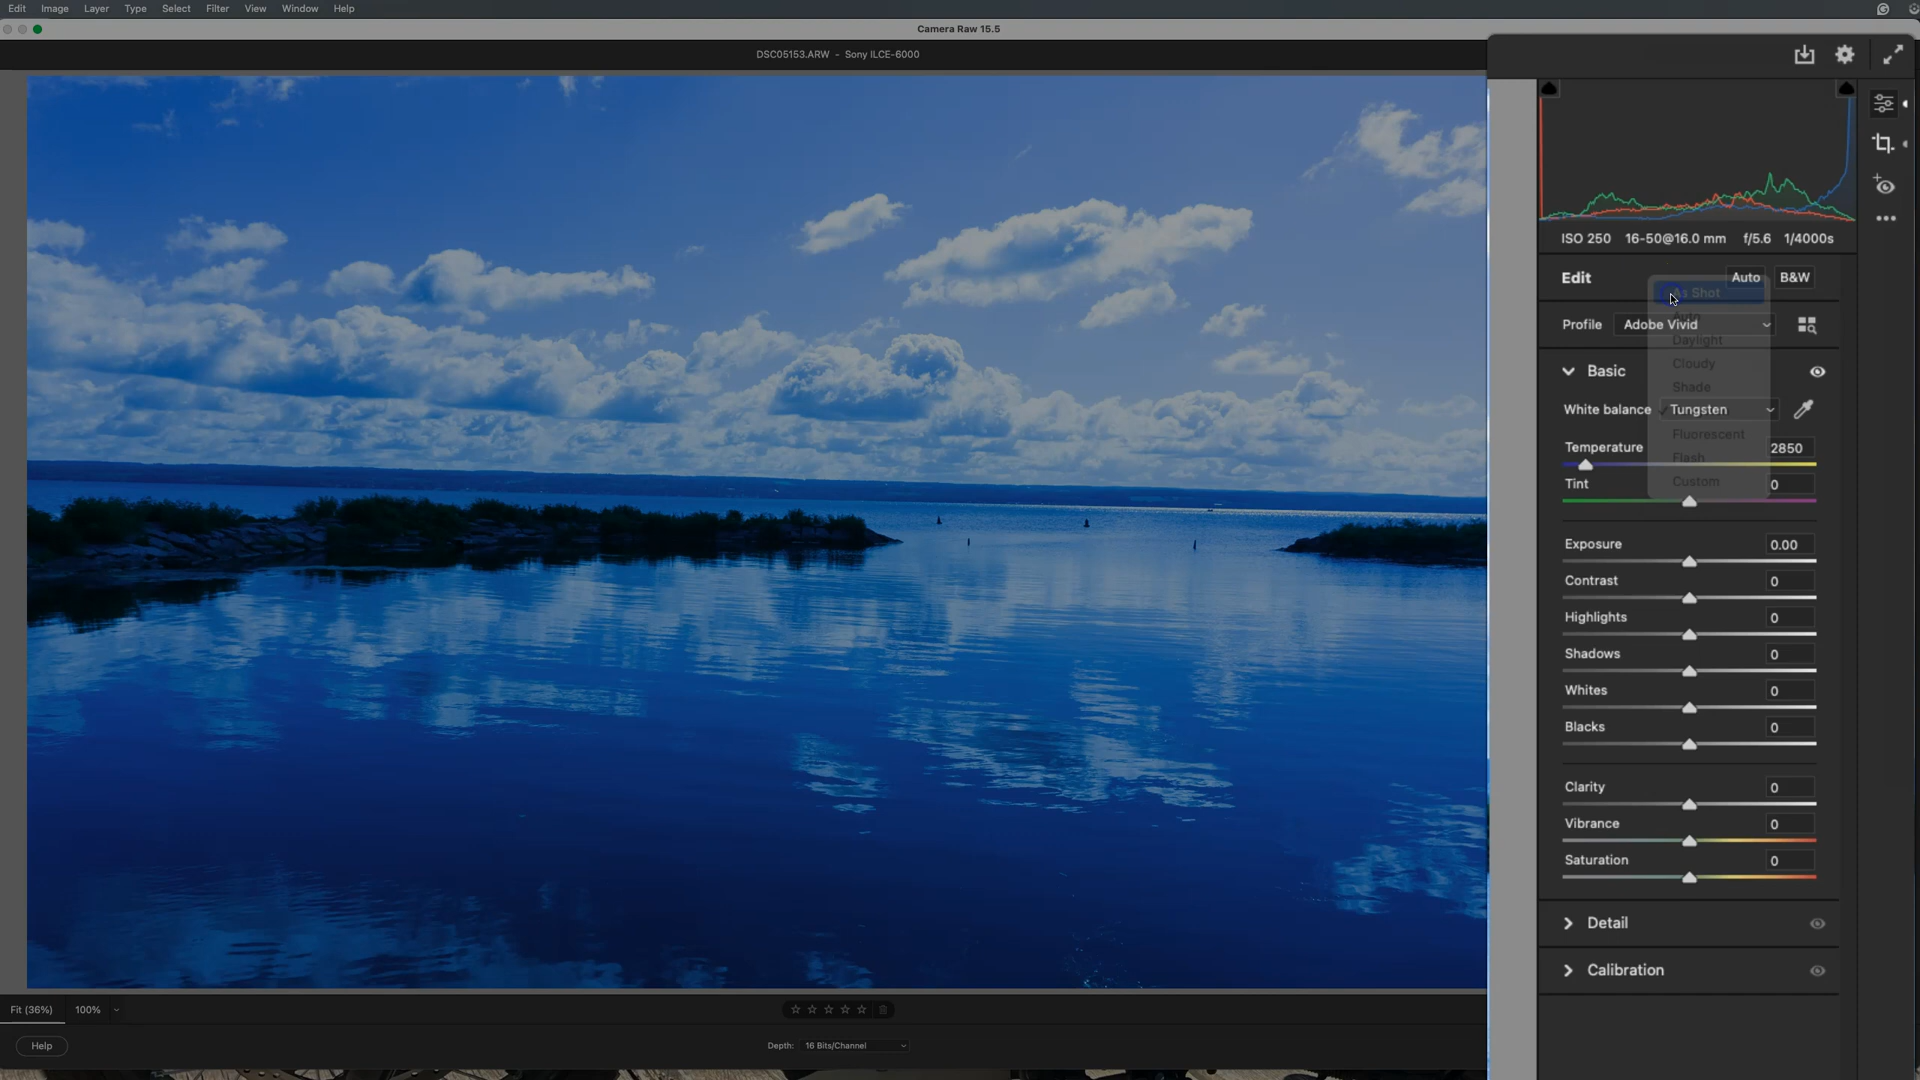 Edit Image Layer Type Select Filter View Window Help
Camera Raw 15.5
DSC05153.ARW - Sony ILCE-6000
ISO 250 16-50@16.0 mm f/5.6 1/4000s
Edit Auto B&W
As Shot
Auto
Profile Adobe Vivid
Daylight
Cloudy
Basic
Shade
White balance Tungsten
Fluorescent
Temperature 2850
Flash
Tint 0
Custom
Exposure 0.00
Contrast 0
Highlights 0
Shadows 0
Whites 0
Blacks 0
Clarity 0
Vibrance 0
Saturation 0
Detail
Calibration
Fit (36%) 100%
Help
Depth: 16 Bits/Channel